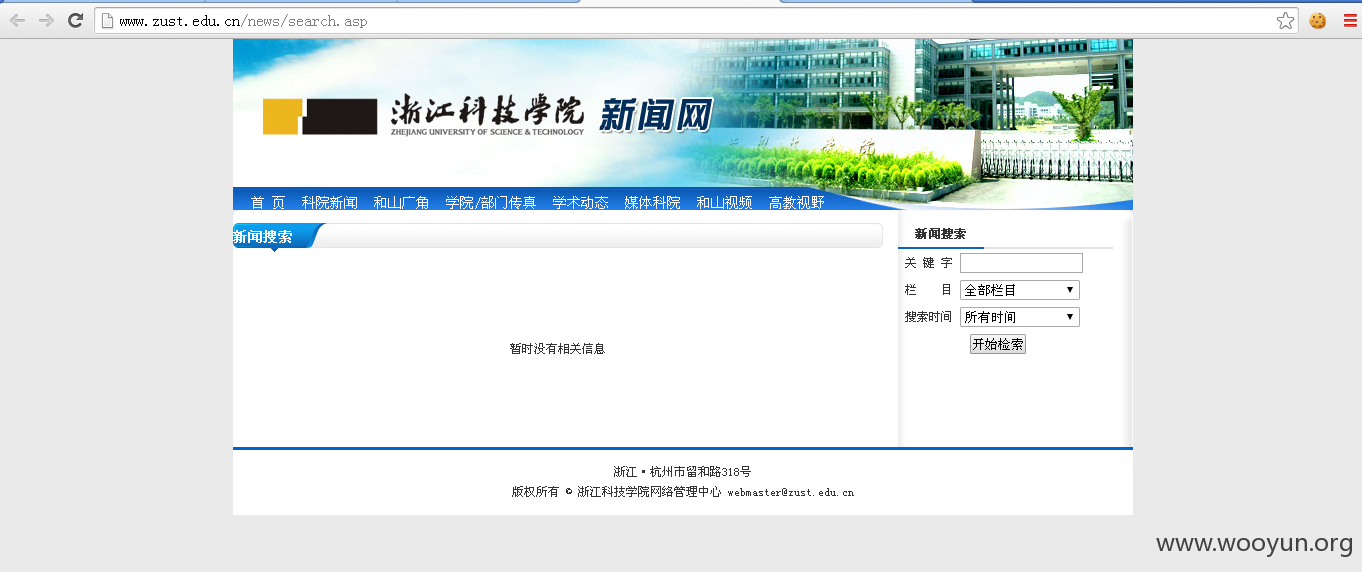 www.zust.edu.cn/news/search.asp
浙江科技学院 新闻网
ZHEJIANG UNIVERSITY OF SCIENCE & TECHNOLOGY
首 页 科院新闻 和山广角 学院/部门传真 学术动态 媒体科院 和山视频 高教视野
新闻搜索
暂时没有相关信息
新闻搜索
关 键 字
栏 目 全部栏目
搜索时间 所有时间
开始检索
浙江·杭州市留和路318号
版权所有 © 浙江科技学院网络管理中心 webmaster@zust.edu.cn
www.wooyun.org